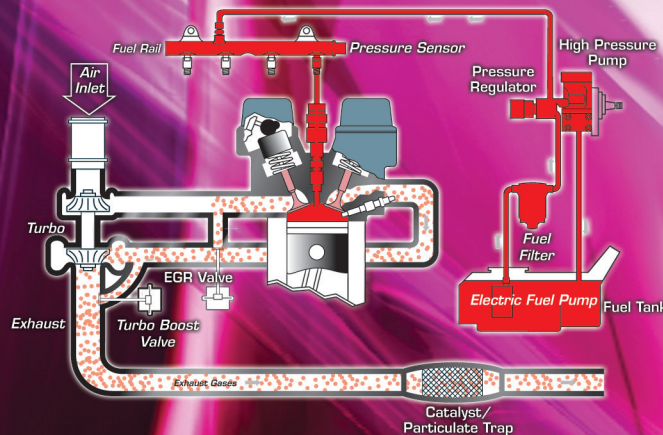 Fuel Rail
Pressure Sensor
High Pressure
Pump
Air
Inlet
Pressure
Regulator
Turbo
Fuel
Filter
EGR Valve
Electric Fuel Pump
Fuel Tank
Exhaust
Turbo Boost
Valve
Exhaust Gases
Catalyst/
Particulate Trap